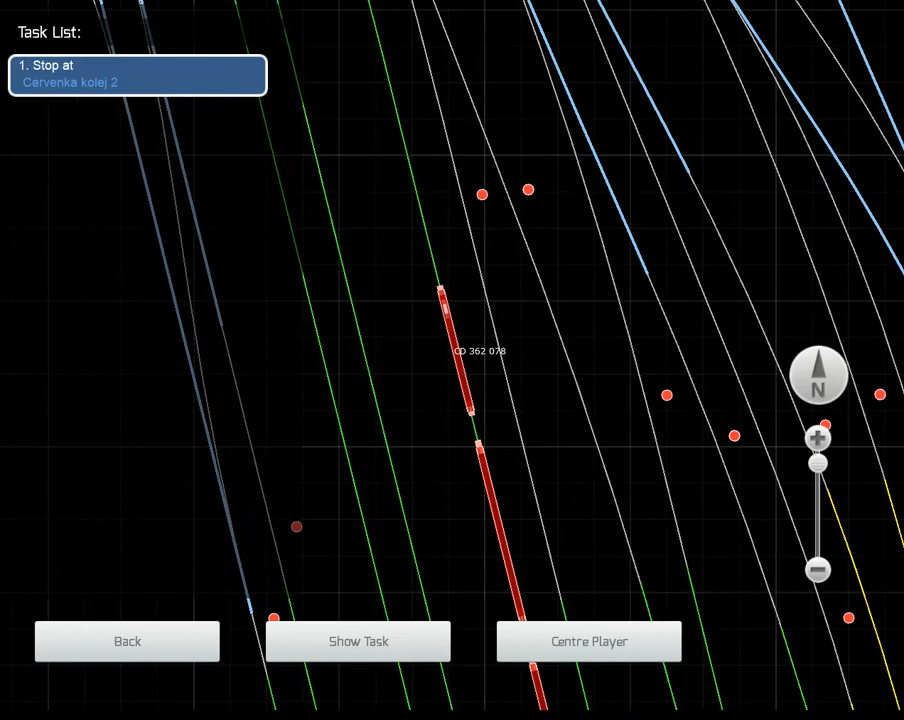 Task List:
1. Stop at
Cervenka kolej 2
CD 362 078
N
Back
Show Task
Centre Player